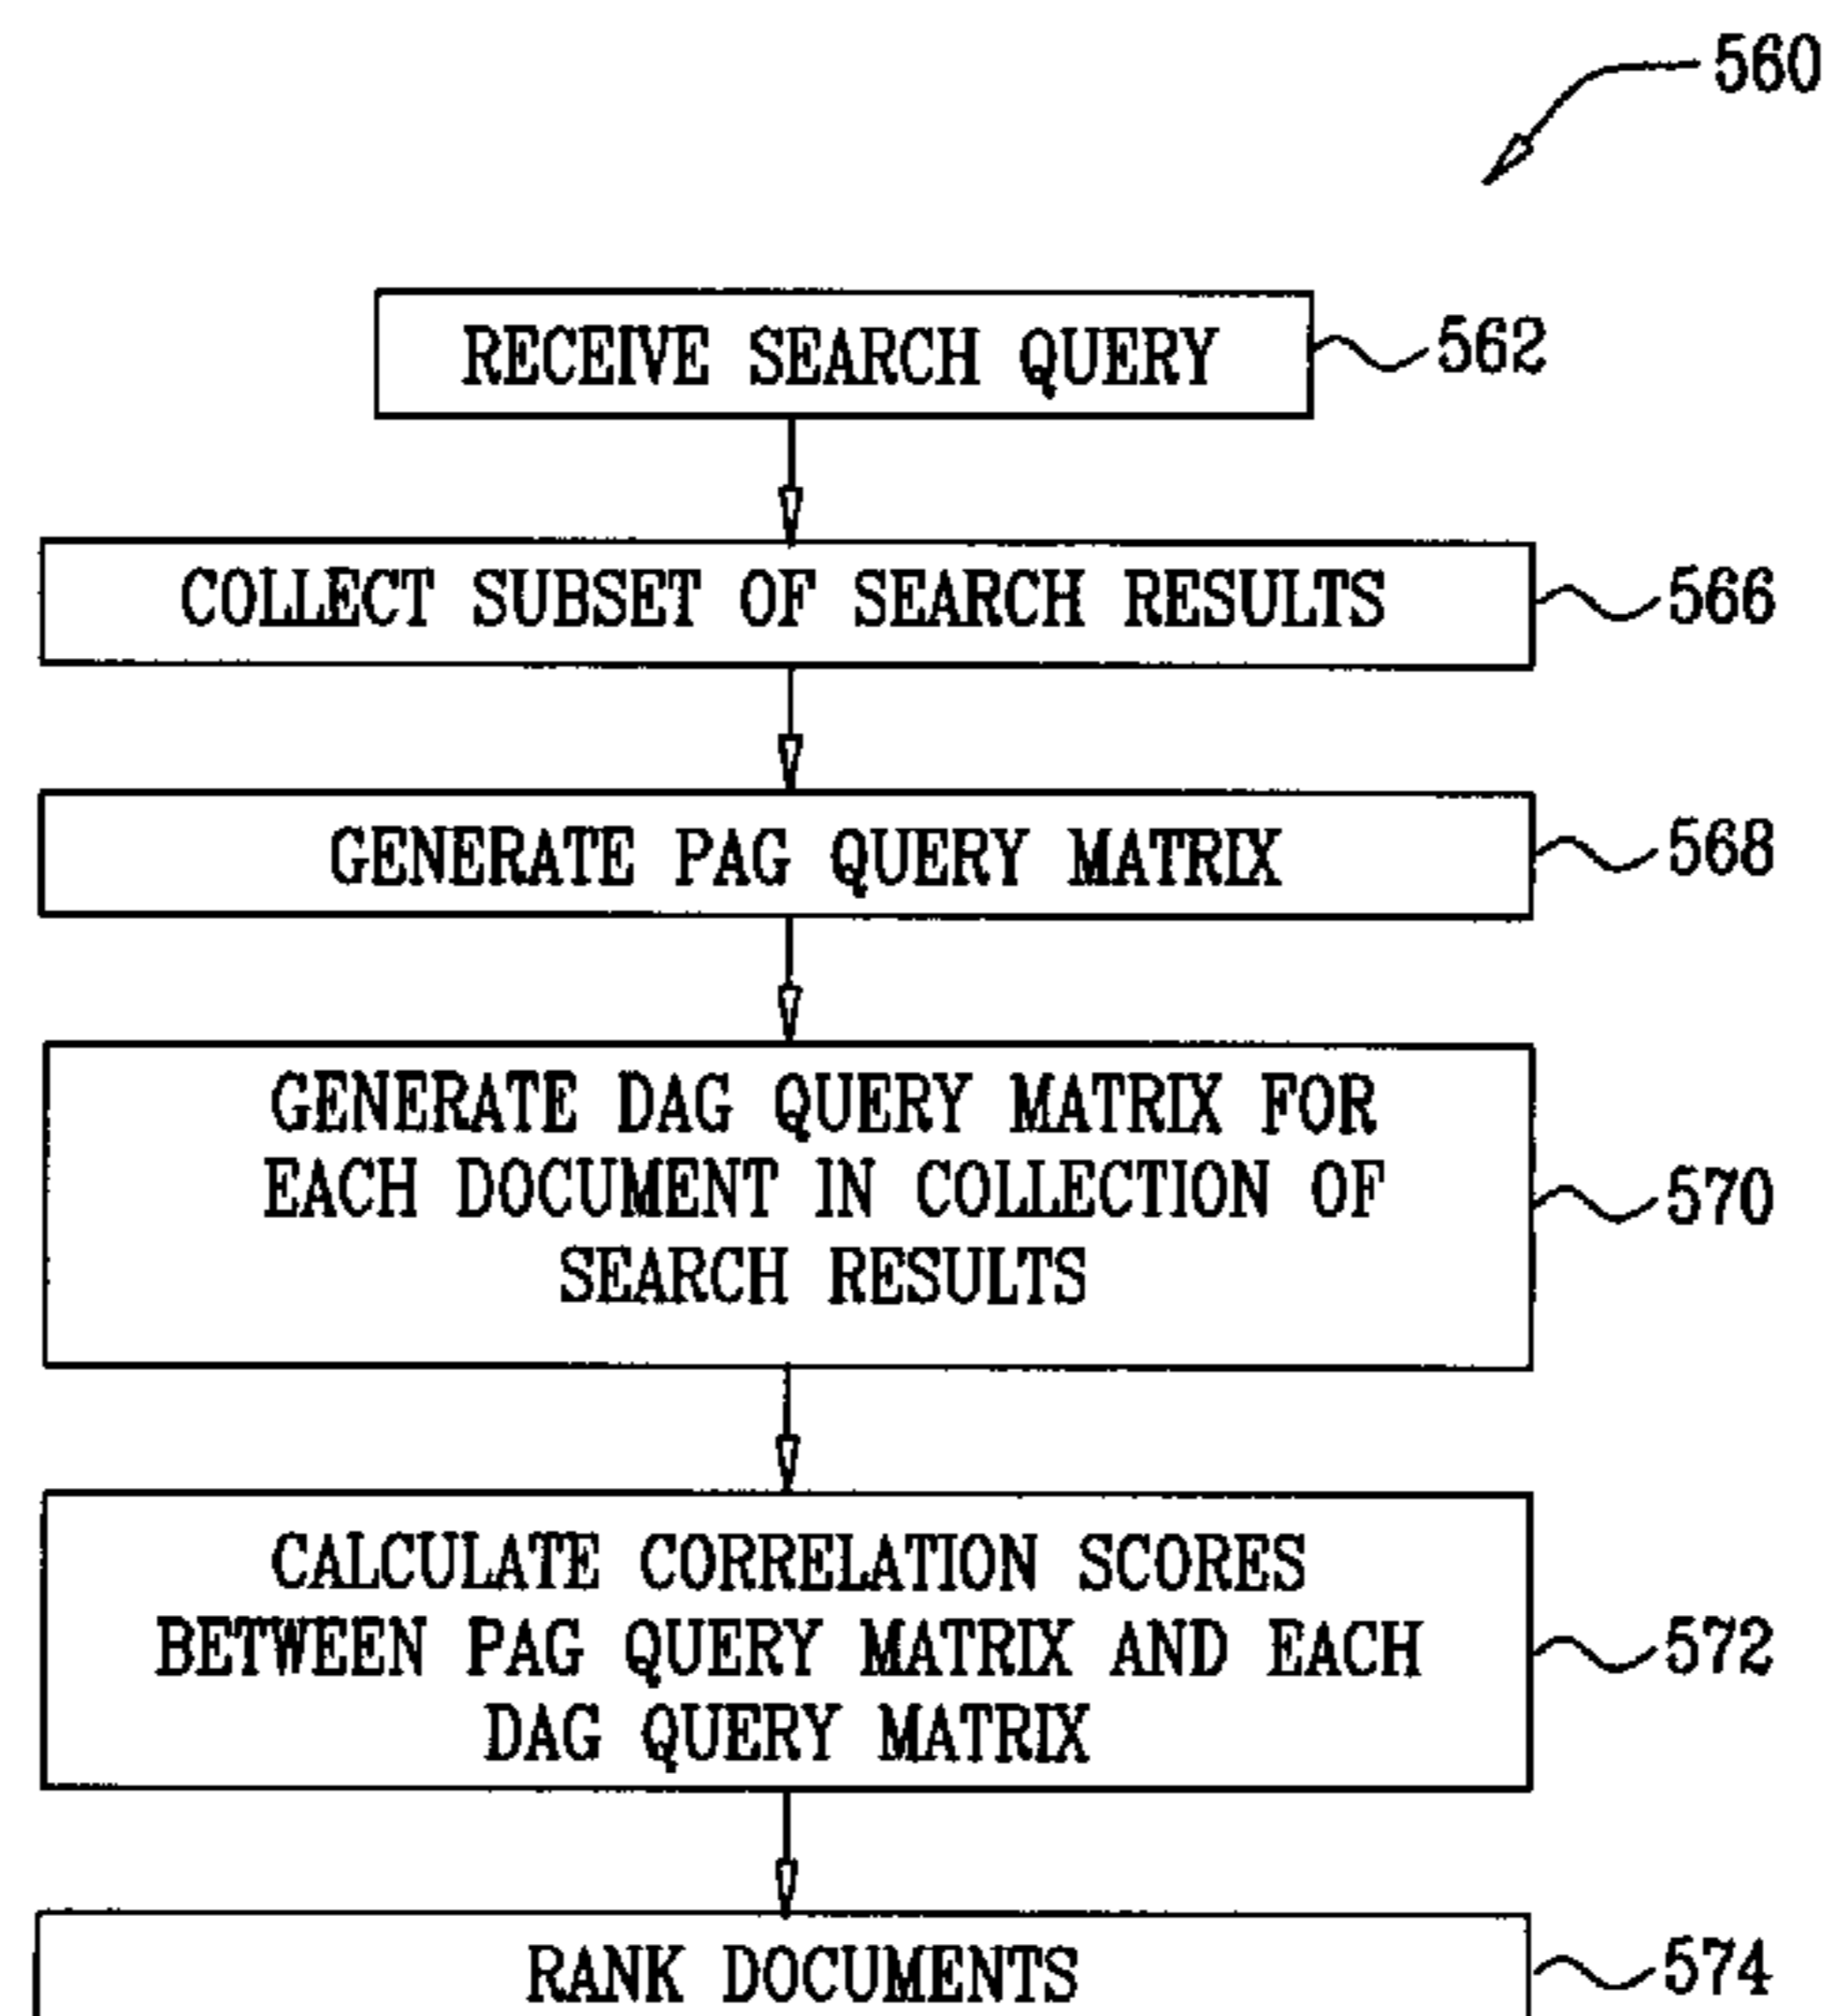 560
RECEIVE SEARCH QUERY
562
COLLECT SUBSET OF SEARCH RESULTS
566
GENERATE PAG QUERY MATRIX
568
GENERATE DAG QUERY MATRIX FOR
EACH DOCUMENT IN COLLECTION OF
SEARCH RESULTS
570
CALCULATE CORRELATION SCORES
BETWEEN PAG QUERY MATRIX AND EACH
DAG QUERY MATRIX
572
RANK DOCUMENTS
574